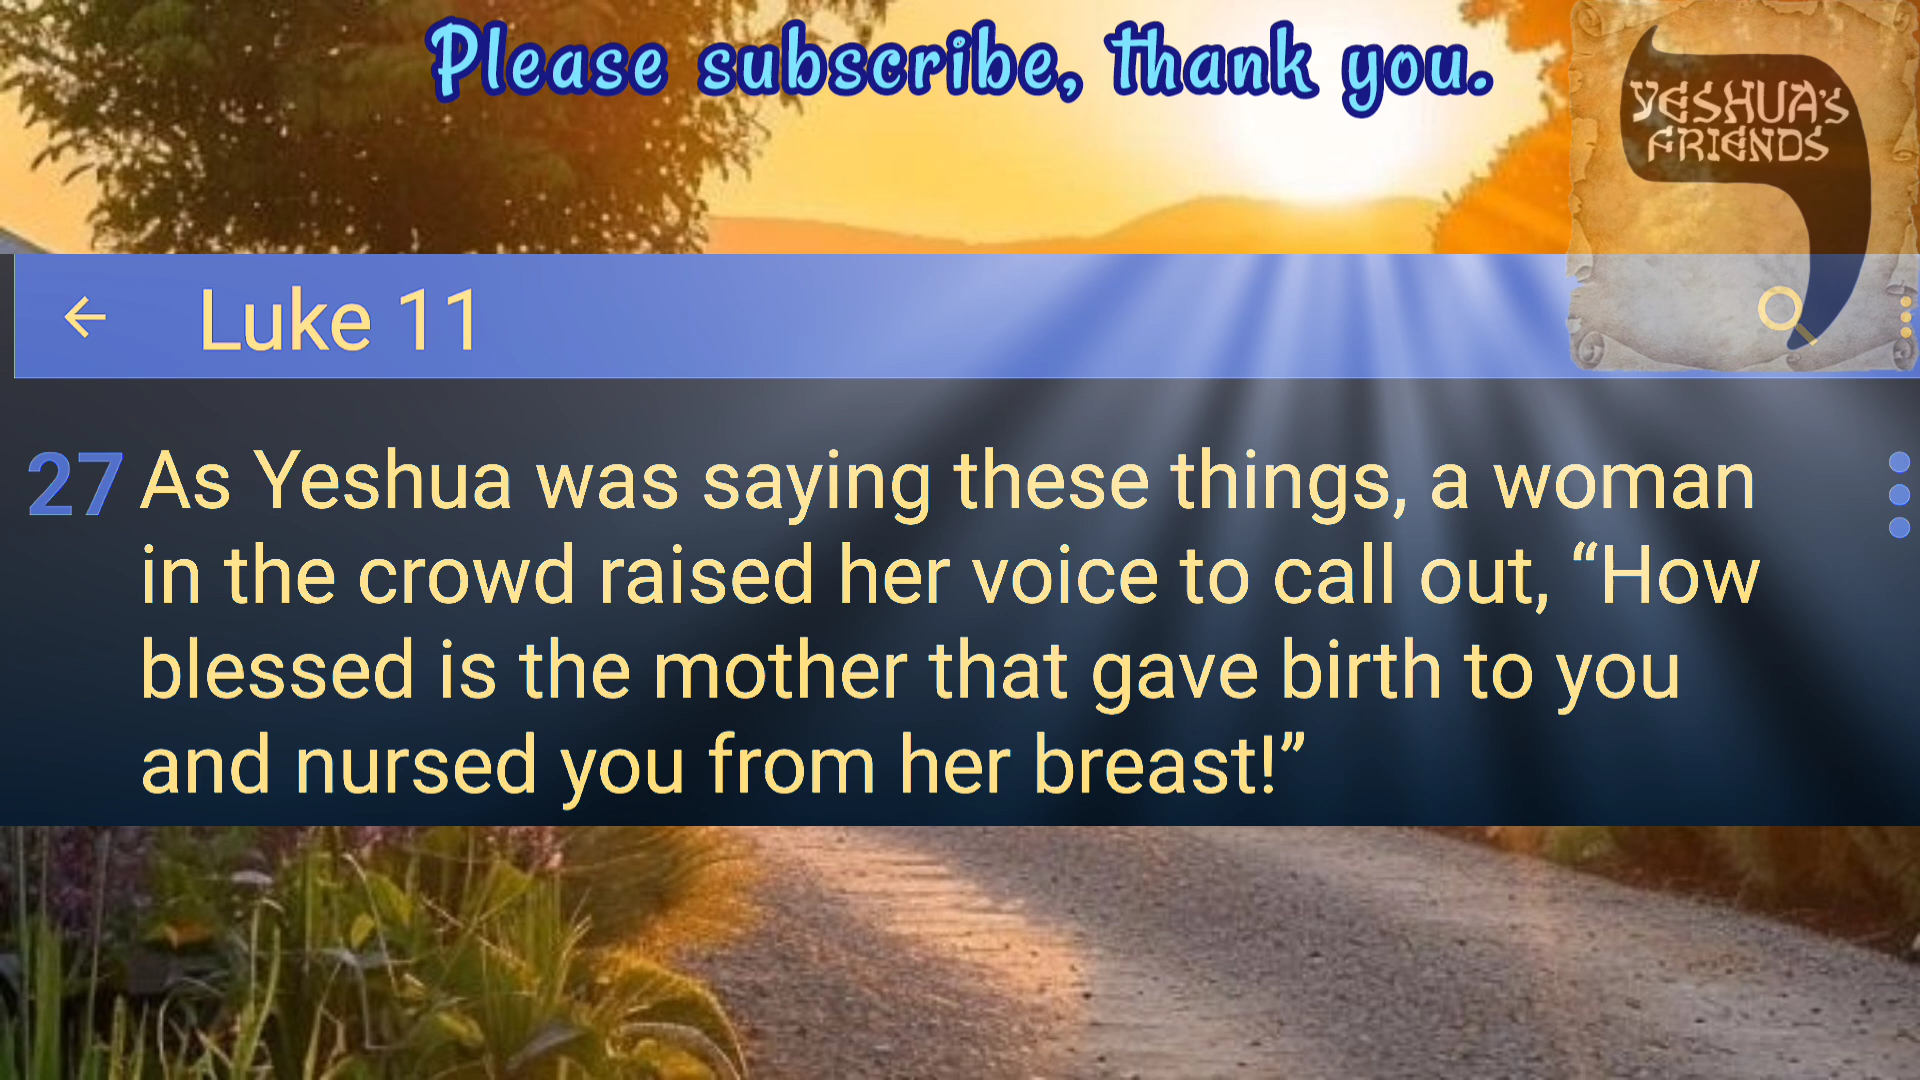 Please subscribe, thank you.
YESHUA'S
FRIENDS
Luke 11
27 As Yeshua was saying these things, a woman
in the crowd raised her voice to call out, “How
blessed is the mother that gave birth to you
and nursed you from her breast!”